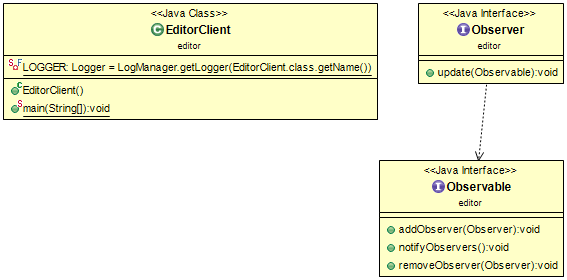 <<Java Class>>
EditorClient
editor
LOGGER: Logger = LogManager.getLogger(EditorClient.class.getName())
EditorClient()
main(String[]):void
<<Java Interface>>
Observer
editor
update(Observable):void
<<Java Interface>>
Observable
editor
addObserver(Observer):void
notifyObservers():void
removeObserver(Observer):void